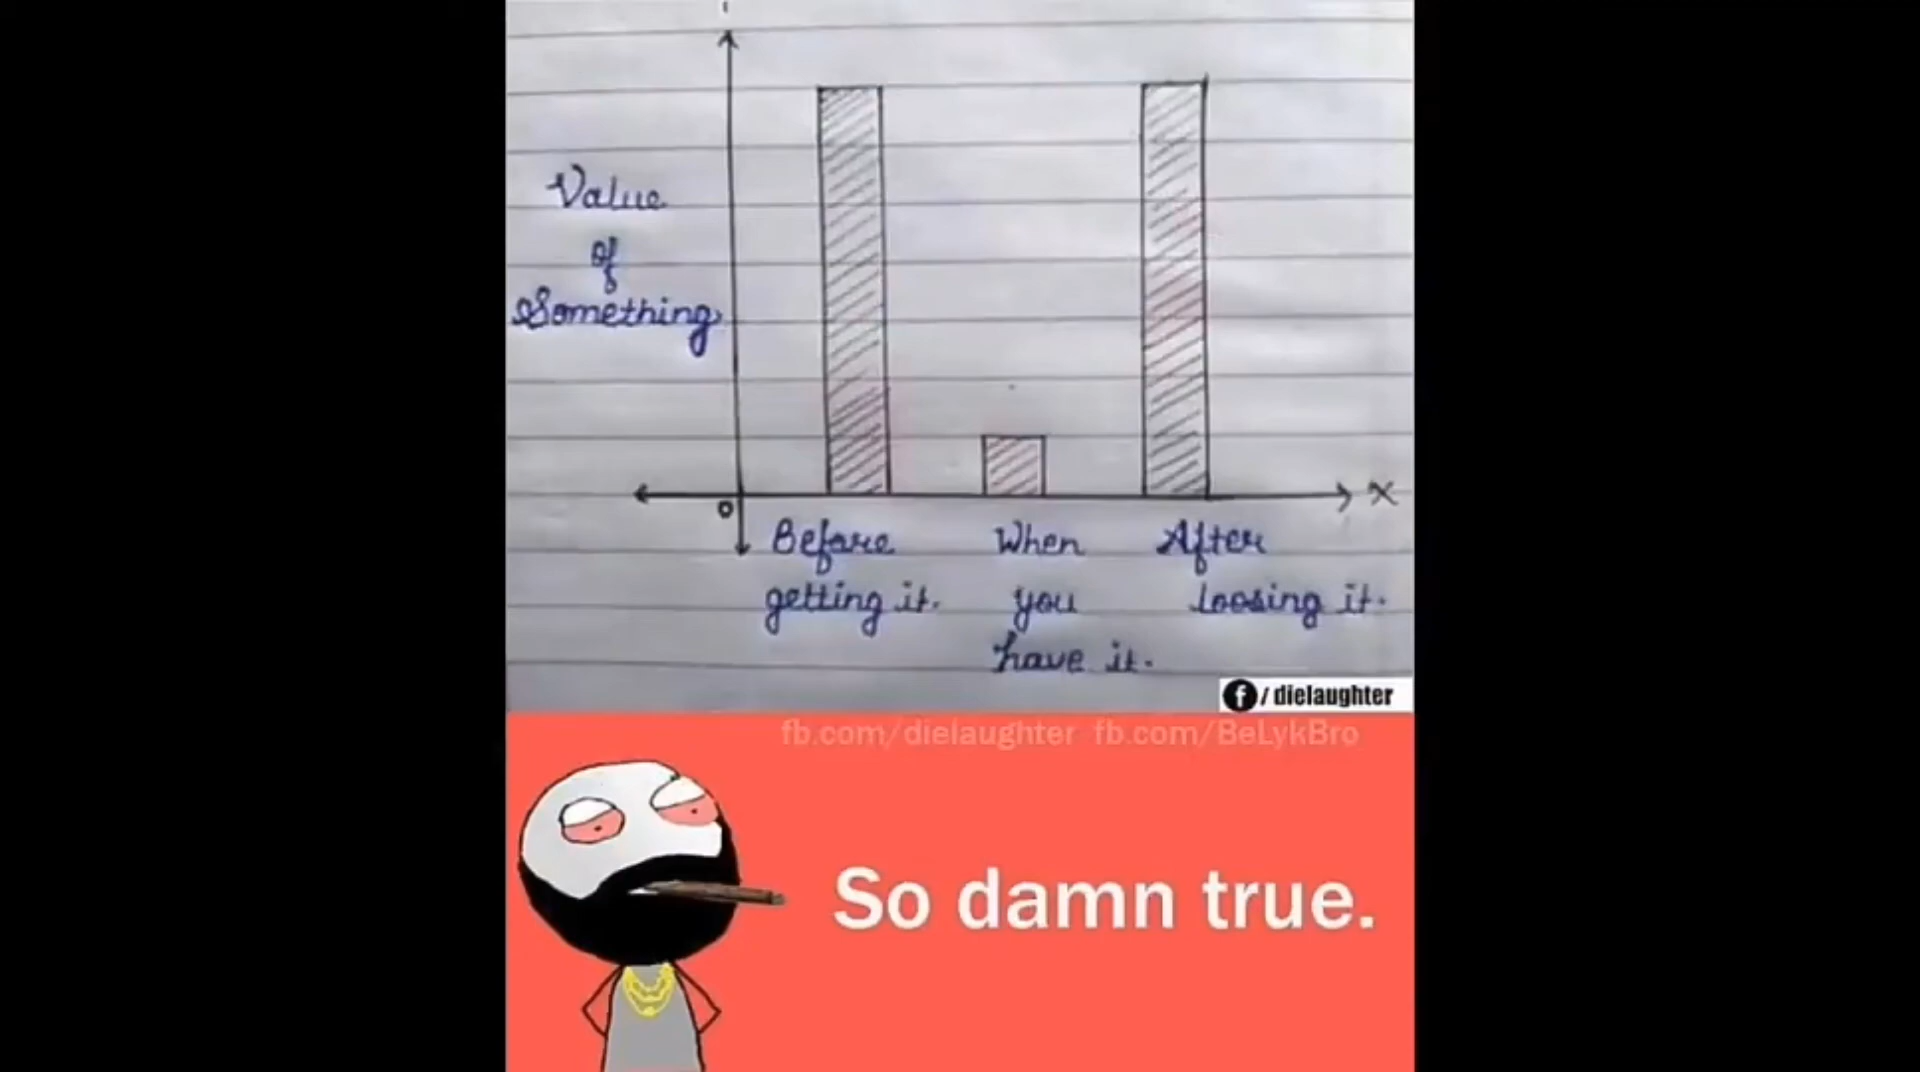 Value
of
Something
0
X
Before
getting it.
When
you
have it.
After
loosing it.
f / dielaughter
fb.com/dielaughter fb.com/BeLykBro
So damn true.